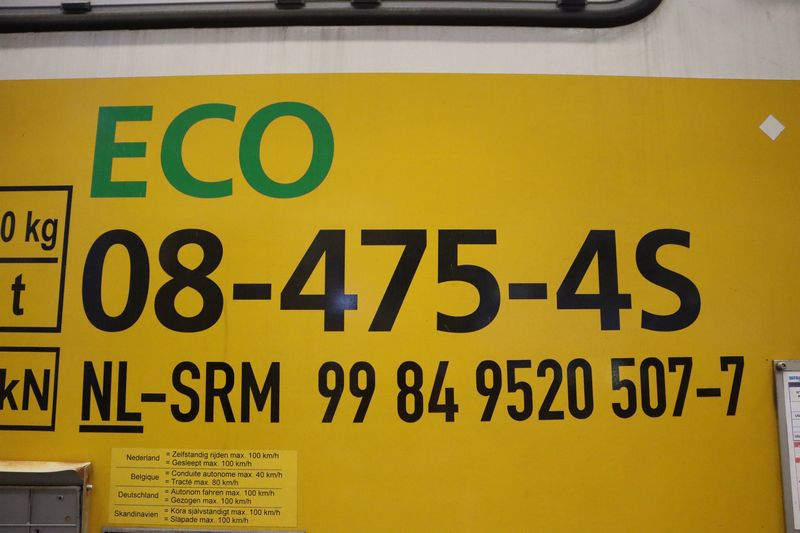 ECO
0 kg
08-475-4S
t
kN
NL-SRM 99 84 9520 507-7
Nederland = Zelfstandig rijden max. 100 km/h
= Gesleept max. 100 km/h
Belgique = Conduite autonome max. 40 km/h
= Tracté max. 80 km/h
Deutschland = Autonom fahren max. 100 km/h
= Gezogen max. 100 km/h
Skandinavien = Köra självständigt max. 100 km/h
= Släpade max. 100 km/h